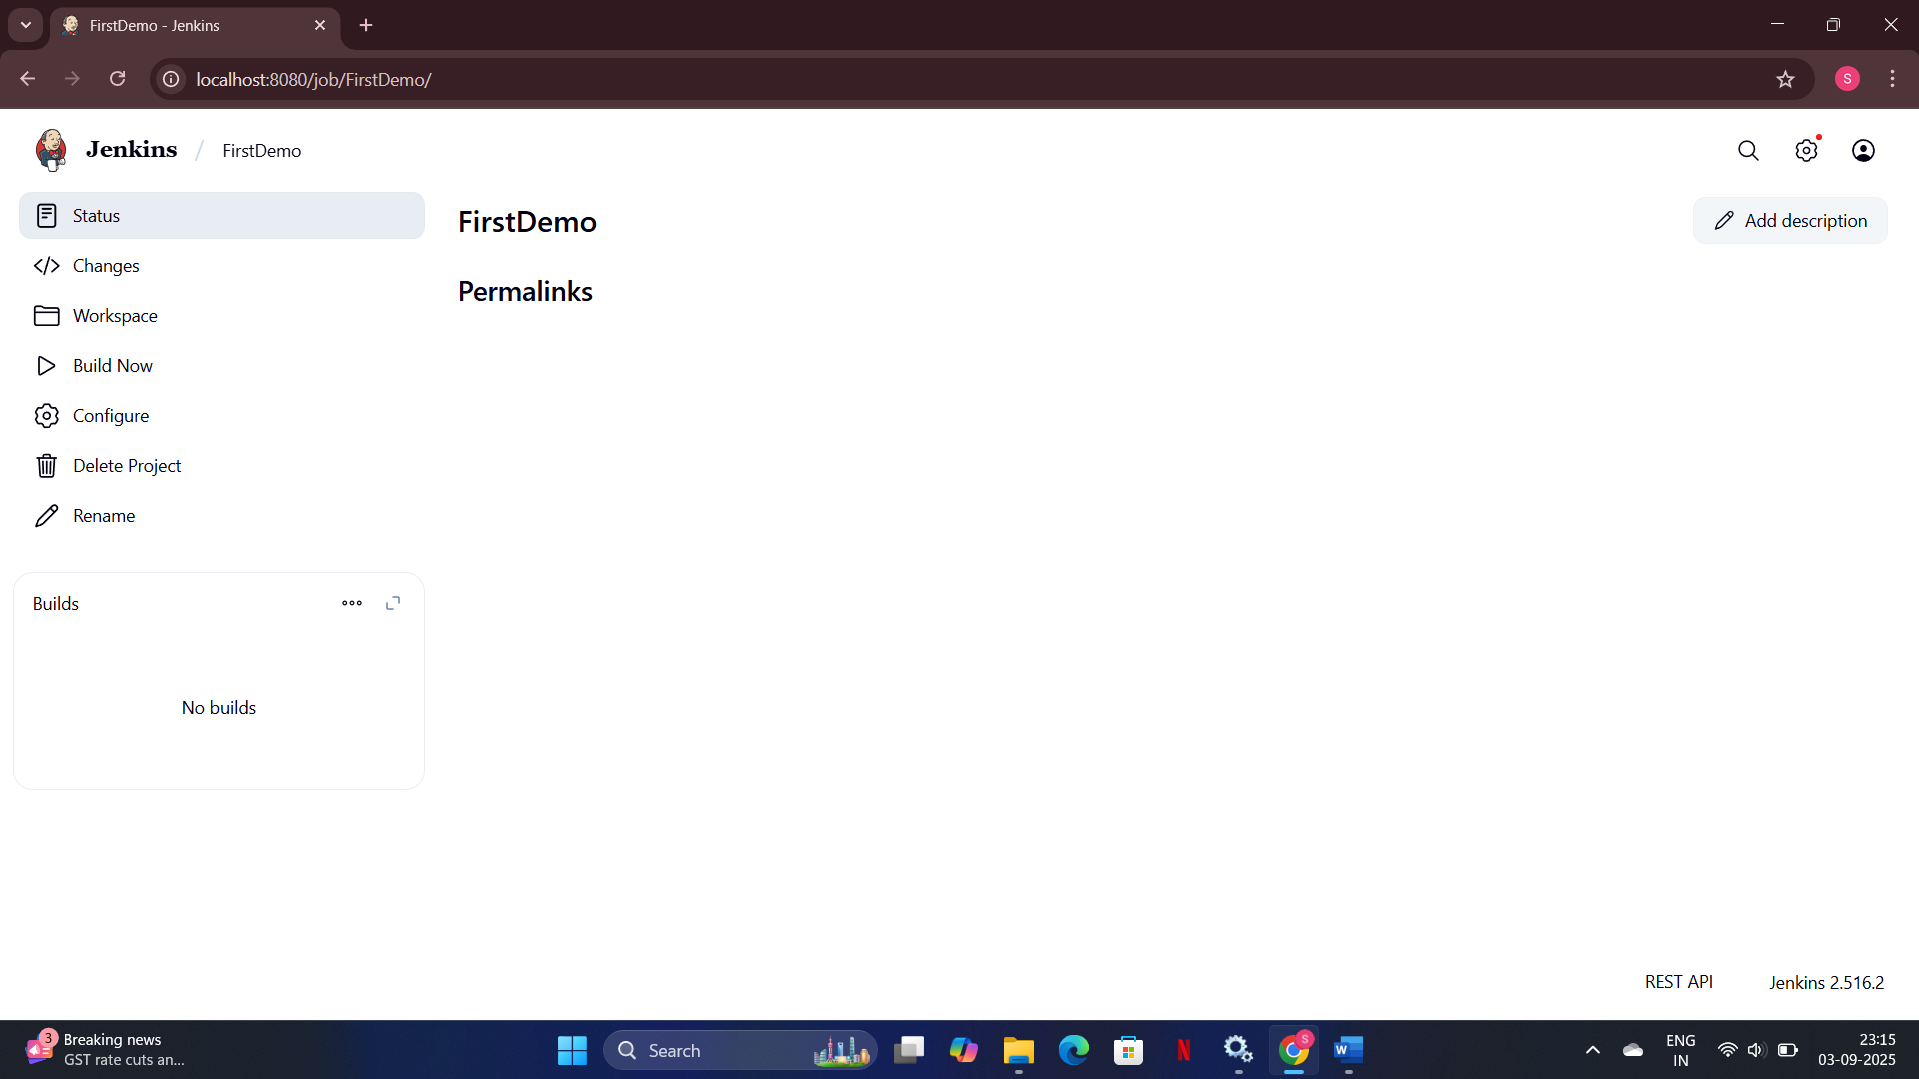 FirstDemo - Jenkins
localhost:8080/job/FirstDemo/
S
Jenkins / FirstDemo
Status
Changes
Workspace
Build Now
Configure
Delete Project
Rename
FirstDemo
Add description
Permalinks
Builds
No builds
REST API
Jenkins 2.516.2
3
Breaking news
GST rate cuts an...
Search
N
S
W
ENG
IN
23:15
03-09-2025